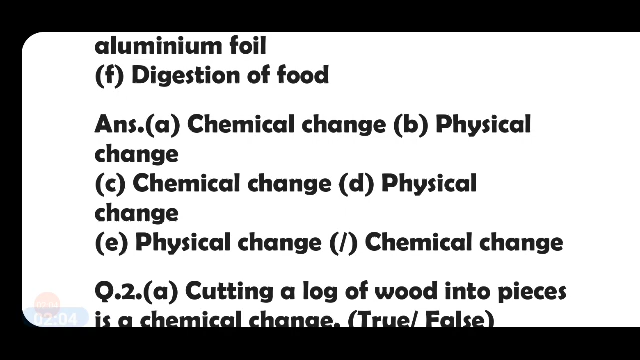 aluminium foil
(f) Digestion of food
Ans.(a) Chemical change (b) Physical
change
(c) Chemical change (d) Physical
change
(e) Physical change (/) Chemical change
Q.2.(a) Cutting a log of wood into pieces
is a chemical change. (True/ False)
02:04